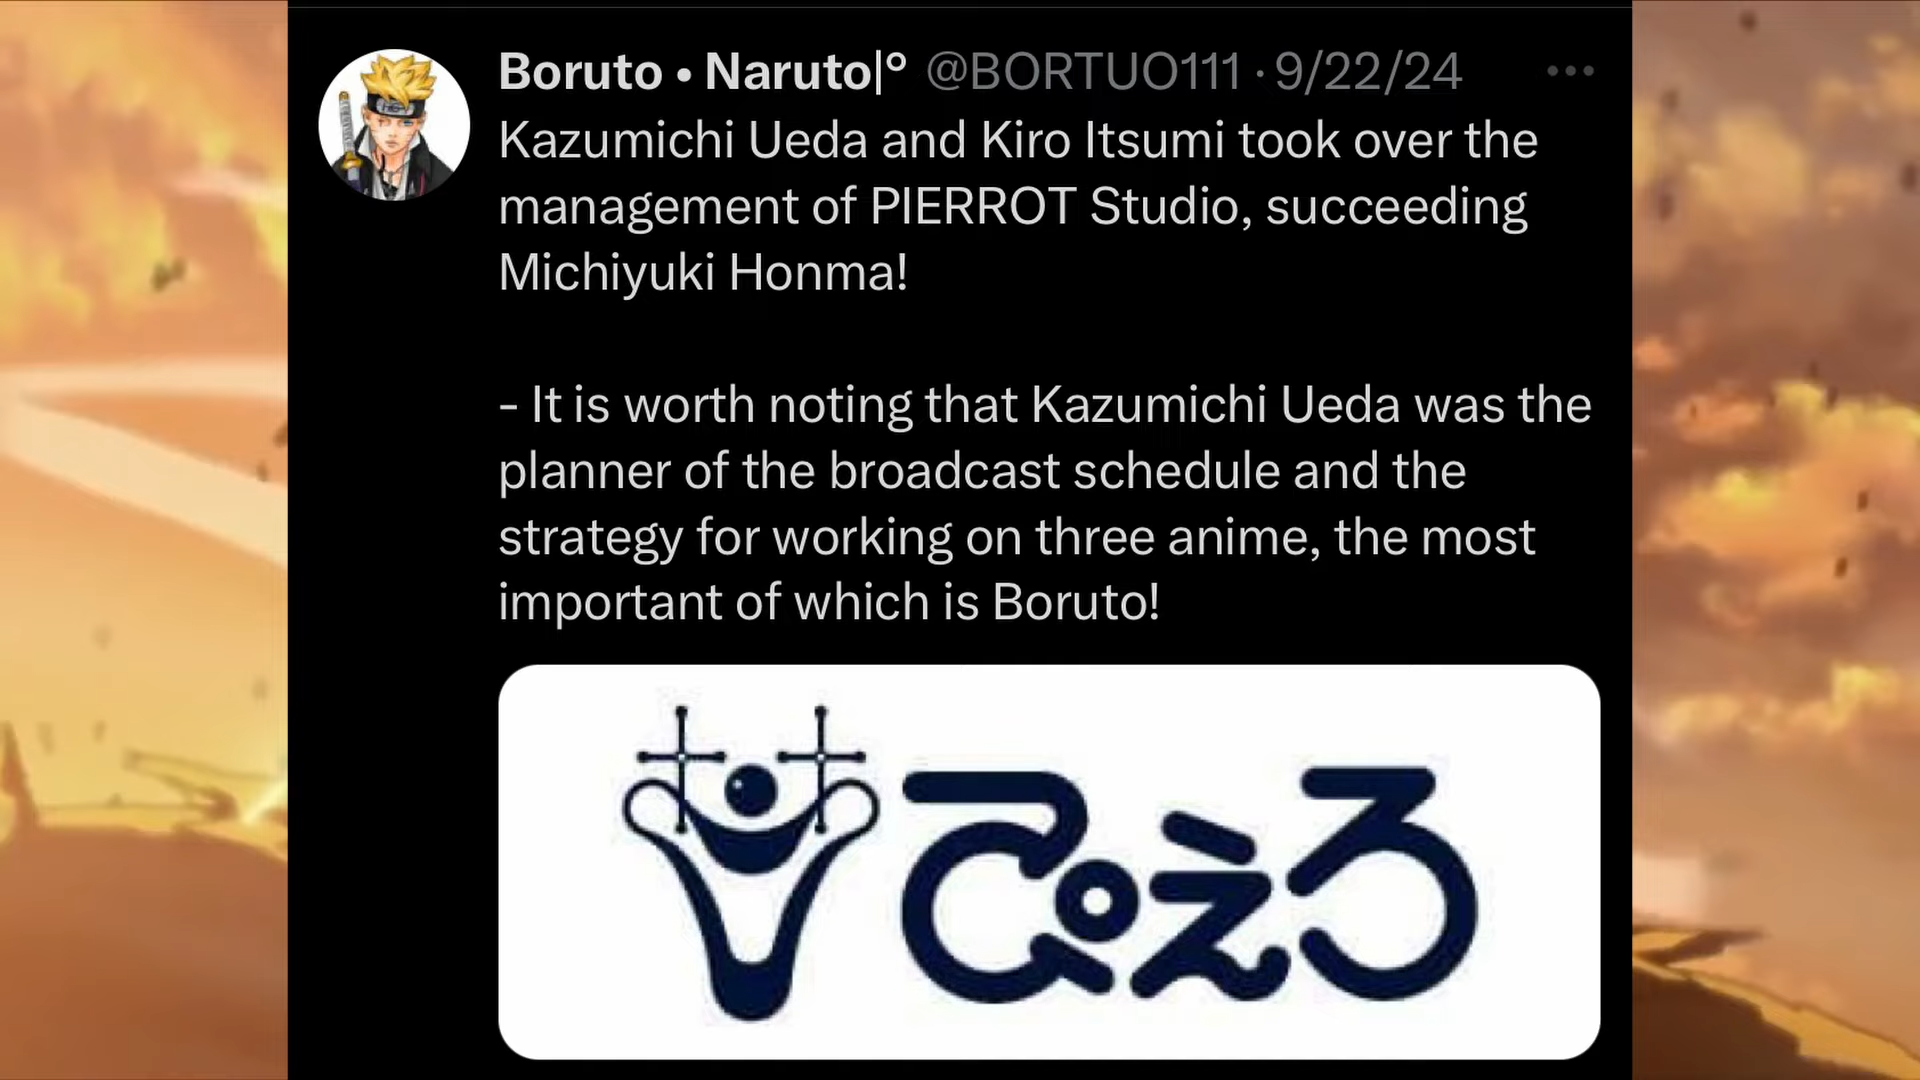 Boruto • Naruto|° @BORTUO111 · 9/22/24
Kazumichi Ueda and Kiro Itsumi took over the
management of PIERROT Studio, succeeding
Michiyuki Honma!
- It is worth noting that Kazumichi Ueda was the
planner of the broadcast schedule and the
strategy for working on three anime, the most
important of which is Boruto!
ぴえろ